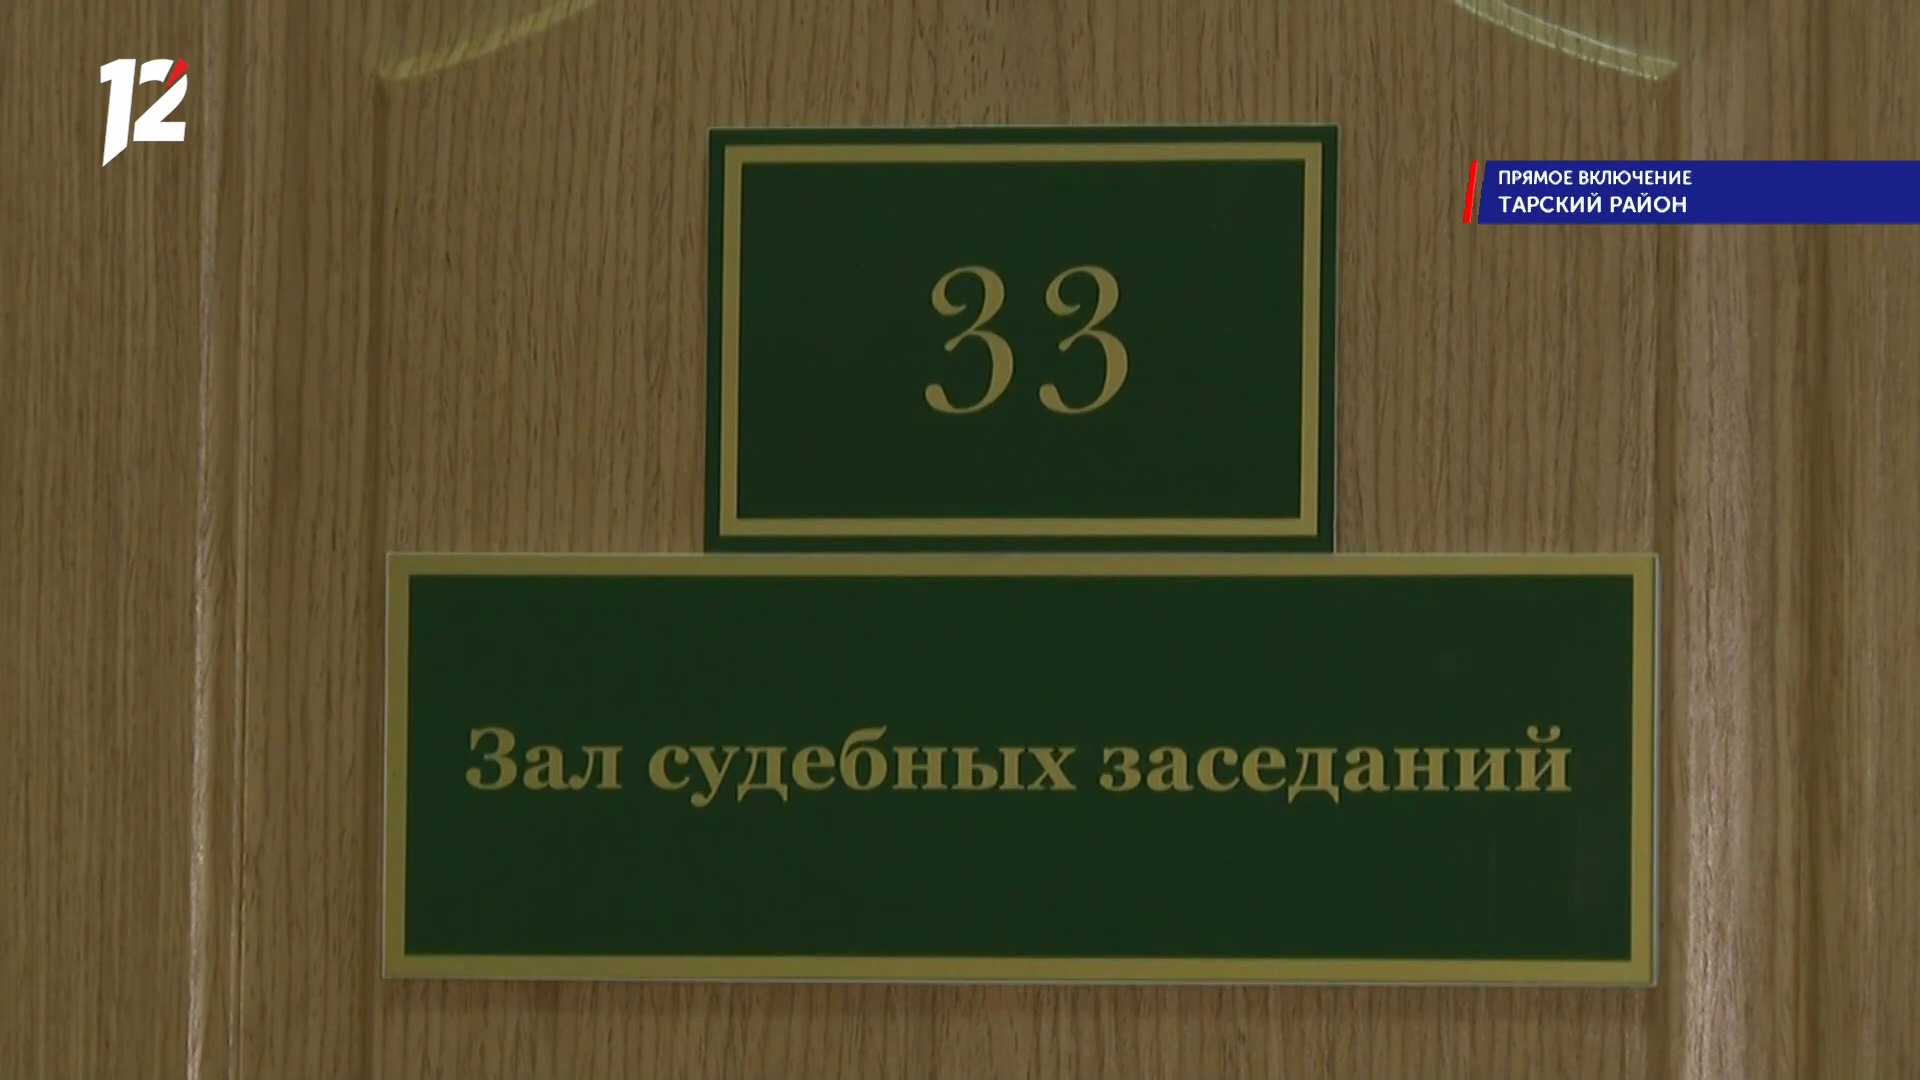 12
ПРЯМОЕ ВКЛЮЧЕНИЕ
ТАРСКИЙ РАЙОН
33
Зал судебных заседаний